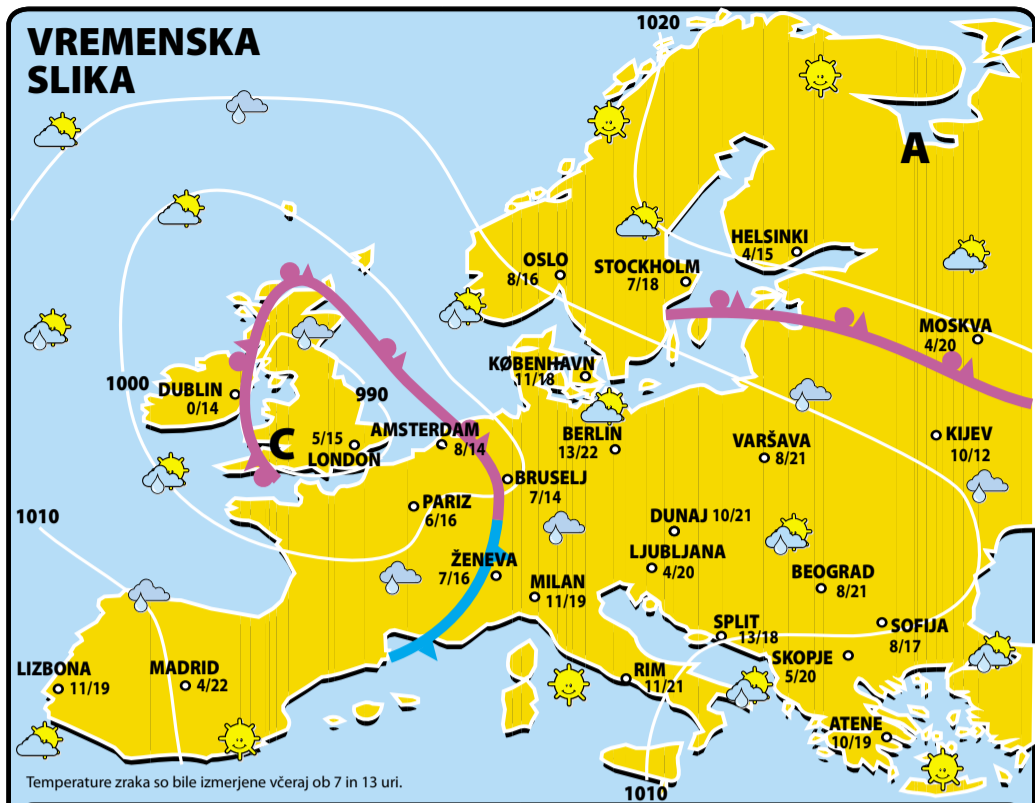 VREMENSKA
SLIKA
1020
A
HELSINKI
4/15
OSLO
8/16
STOCKHOLM
7/18
MOSKVA
4/20
KØBENHAVN
11/18
1000
DUBLIN
0/14
990
AMSTERDAM
8/14
C
5/15
LONDON
BERLIN
13/22
VARŠAVA
8/21
KIJEV
10/12
BRUSELJ
7/14
PARIZ
6/16
1010
DUNAJ 10/21
LJUBLJANA
4/20
ŽENEVA
7/16
MILAN
11/19
BEOGRAD
8/21
SPLIT
13/18
SOFIJA
8/17
SKOPJE
5/20
LIZBONA
11/19
MADRID
4/22
RIM
11/21
ATENE
10/19
Temperature zraka so bile izmerjene včeraj ob 7 in 13 uri.
1010